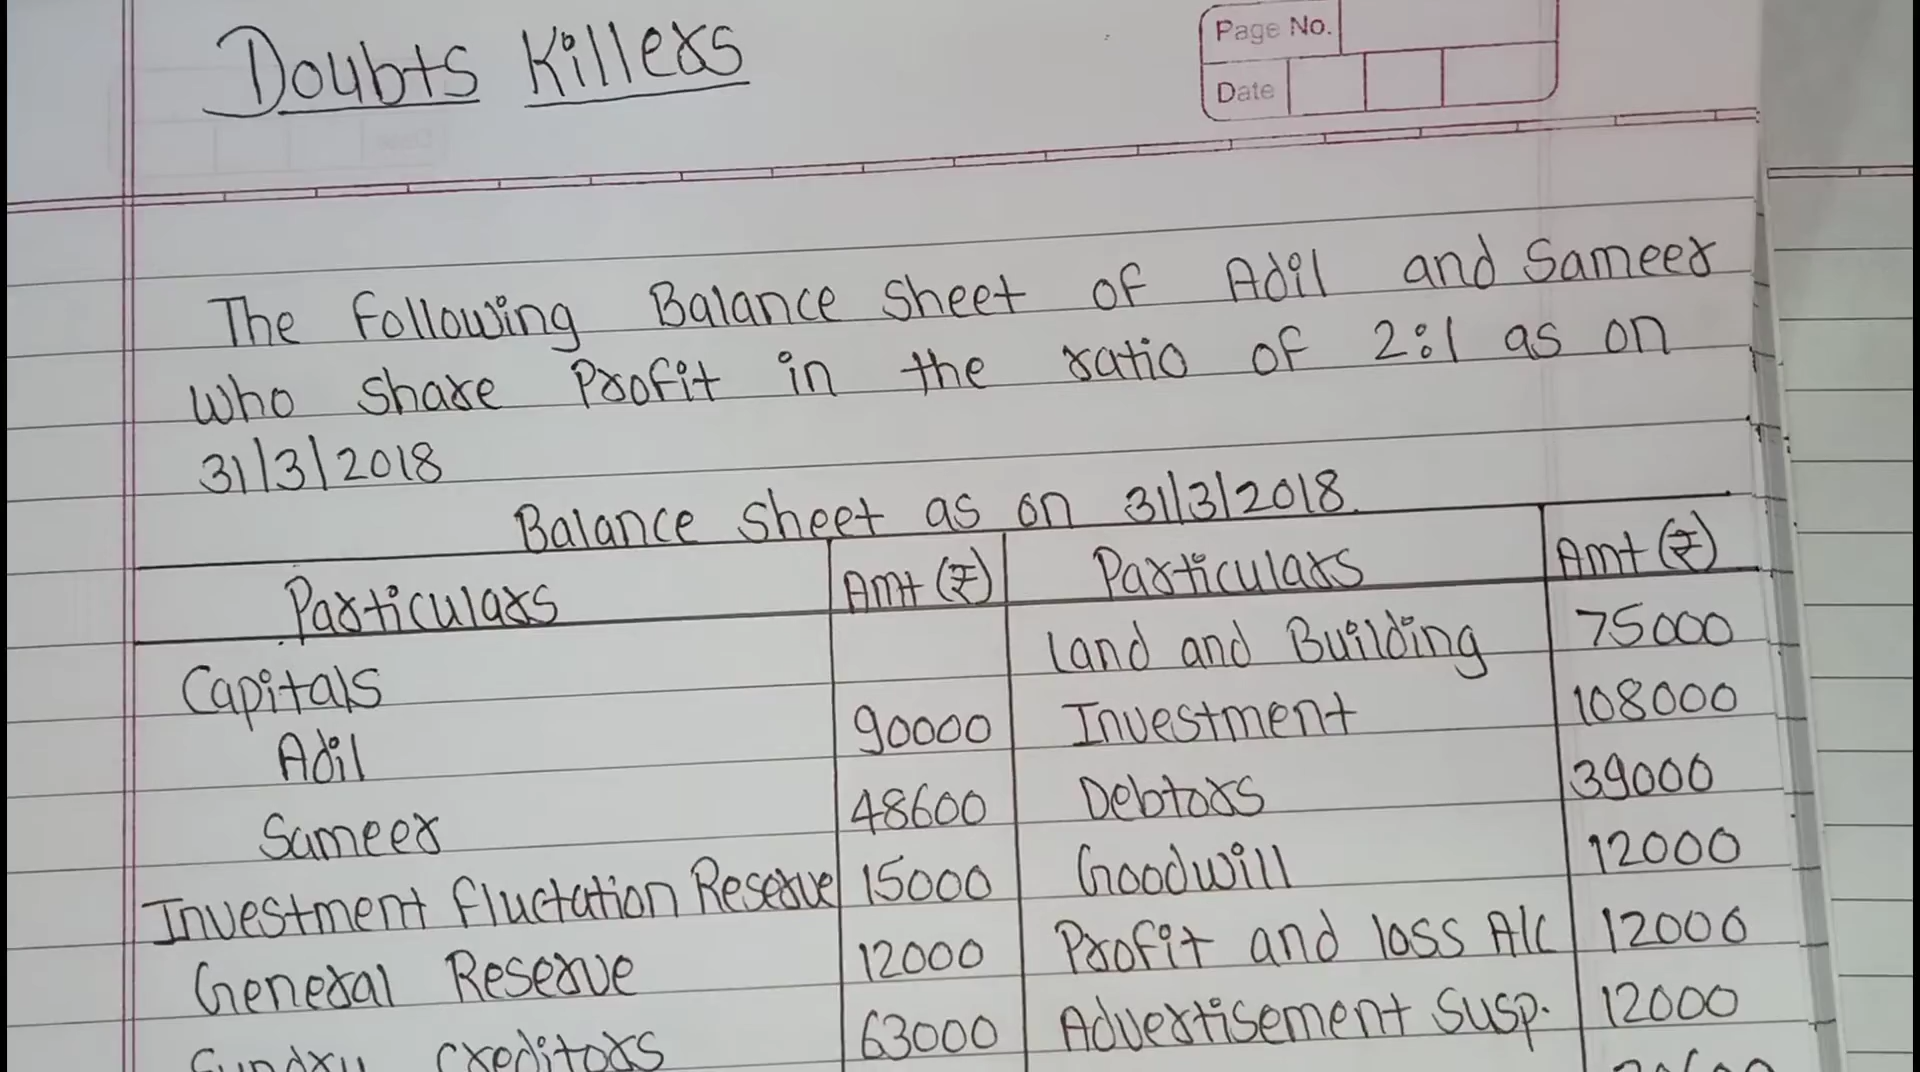 Doubts Killers
Page No.
Date
The following Balance Sheet of Adil and Sameer
who share Profit in the ratio of 2:1 as on
31/3/2018
Balance Sheet as on 31/3/2018.
Particulars Amt (₹) Particulars Amt (₹)
Capitals Land and Building 75000
Adil 90000 Investment 108000
Sameer 48600 Debtors 39000
Investment Fluctation Reserve 15000 Goodwill 12000
General Reserve 12000 Profit and loss A/c 12000
Sundry creditors 63000 Advertisement Susp. 12000